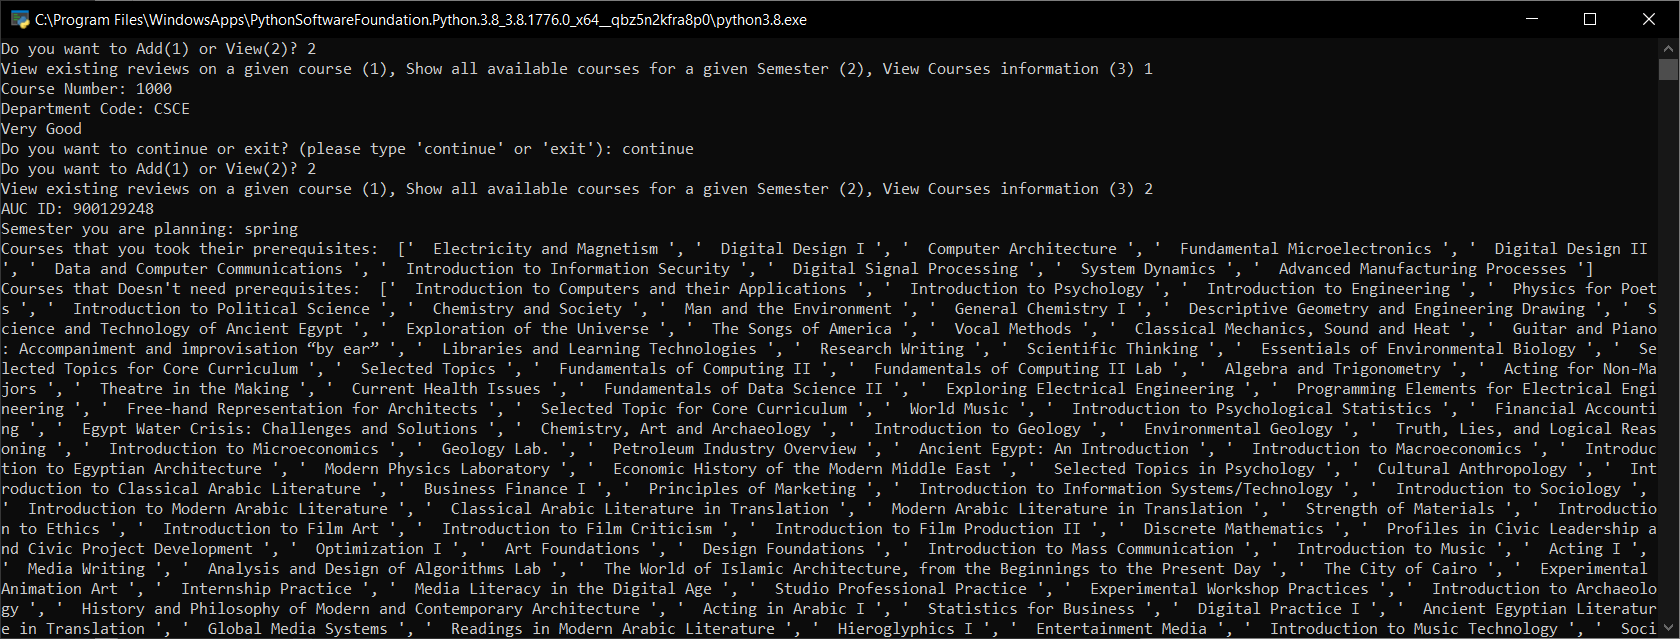 C:\Program Files\WindowsApps\PythonSoftwareFoundation.Python.3.8_3.8.1776.0_x64__qbz5n2kfra8p0\python3.8.exe
Do you want to Add(1) or View(2)? 2
View existing reviews on a given course (1), Show all available courses for a given Semester (2), View Courses information (3) 1
Course Number: 1000
Department Code: CSCE
Very Good
Do you want to continue or exit? (please type 'continue' or 'exit'): continue
Do you want to Add(1) or View(2)? 2
View existing reviews on a given course (1), Show all available courses for a given Semester (2), View Courses information (3) 2
AUC ID: 900129248
Semester you are planning: spring
Courses that you took their prerequisites:  ['  Electricity and Magnetism ', '  Digital Design I ', '  Computer Architecture ', '  Fundamental Microelectronics ', '  Digital Design II
', '  Data and Computer Communications ', '  Introduction to Information Security ', '  Digital Signal Processing ', '  System Dynamics ', '  Advanced Manufacturing Processes ']
Courses that Doesn't need prerequisites:  ['  Introduction to Computers and their Applications ', '  Introduction to Psychology ', '  Introduction to Engineering ', '  Physics for Poet
s ', '  Introduction to Political Science ', '  Chemistry and Society ', '  Man and the Environment ', '  General Chemistry I ', '  Descriptive Geometry and Engineering Drawing ', '  S
cience and Technology of Ancient Egypt ', '  Exploration of the Universe ', '  The Songs of America ', '  Vocal Methods ', '  Classical Mechanics, Sound and Heat ', '  Guitar and Piano
: Accompaniment and improvisation “by ear” ', '  Libraries and Learning Technologies ', '  Research Writing ', '  Scientific Thinking ', '  Essentials of Environmental Biology ', '  Se
lected Topics for Core Curriculum ', '  Selected Topics ', '  Fundamentals of Computing II ', '  Fundamentals of Computing II Lab ', '  Algebra and Trigonometry ', '  Acting for Non-Ma
jors ', '  Theatre in the Making ', '  Current Health Issues ', '  Fundamentals of Data Science II ', '  Exploring Electrical Engineering ', '  Programming Elements for Electrical Engi
neering ', '  Free-hand Representation for Architects ', '  Selected Topic for Core Curriculum ', '  World Music ', '  Introduction to Psychological Statistics ', '  Financial Accounti
ng ', '  Egypt Water Crisis: Challenges and Solutions ', '  Chemistry, Art and Archaeology ', '  Introduction to Geology ', '  Environmental Geology ', '  Truth, Lies, and Logical Reas
oning ', '  Introduction to Microeconomics ', '  Geology Lab. ', '  Petroleum Industry Overview ', '  Ancient Egypt: An Introduction ', '  Introduction to Macroeconomics ', '  Introduc
tion to Egyptian Architecture ', '  Modern Physics Laboratory ', '  Economic History of the Modern Middle East ', '  Selected Topics in Psychology ', '  Cultural Anthropology ', '  Int
roduction to Classical Arabic Literature ', '  Business Finance I ', '  Principles of Marketing ', '  Introduction to Information Systems/Technology ', '  Introduction to Sociology ',
'  Introduction to Modern Arabic Literature ', '  Classical Arabic Literature in Translation ', '  Modern Arabic Literature in Translation ', '  Strength of Materials ', '  Introductio
n to Ethics ', '  Introduction to Film Art ', '  Introduction to Film Criticism ', '  Introduction to Film Production II ', '  Discrete Mathematics ', '  Profiles in Civic Leadership a
nd Civic Project Development ', '  Optimization I ', '  Art Foundations ', '  Design Foundations ', '  Introduction to Mass Communication ', '  Introduction to Music ', '  Acting I ',
'  Media Writing ', '  Analysis and Design of Algorithms Lab ', '  The World of Islamic Architecture, from the Beginnings to the Present Day ', '  The City of Cairo ', '  Experimental
Animation Art ', '  Internship Practice ', '  Media Literacy in the Digital Age ', '  Studio Professional Practice ', '  Experimental Workshop Practices ', '  Introduction to Archaeolo
gy ', '  History and Philosophy of Modern and Contemporary Architecture ', '  Acting in Arabic I ', '  Statistics for Business ', '  Digital Practice I ', '  Ancient Egyptian Literatur
e in Translation ', '  Global Media Systems ', '  Readings in Modern Arabic Literature ', '  Hieroglyphics I ', '  Entertainment Media ', '  Introduction to Music Technology ', '  Soci